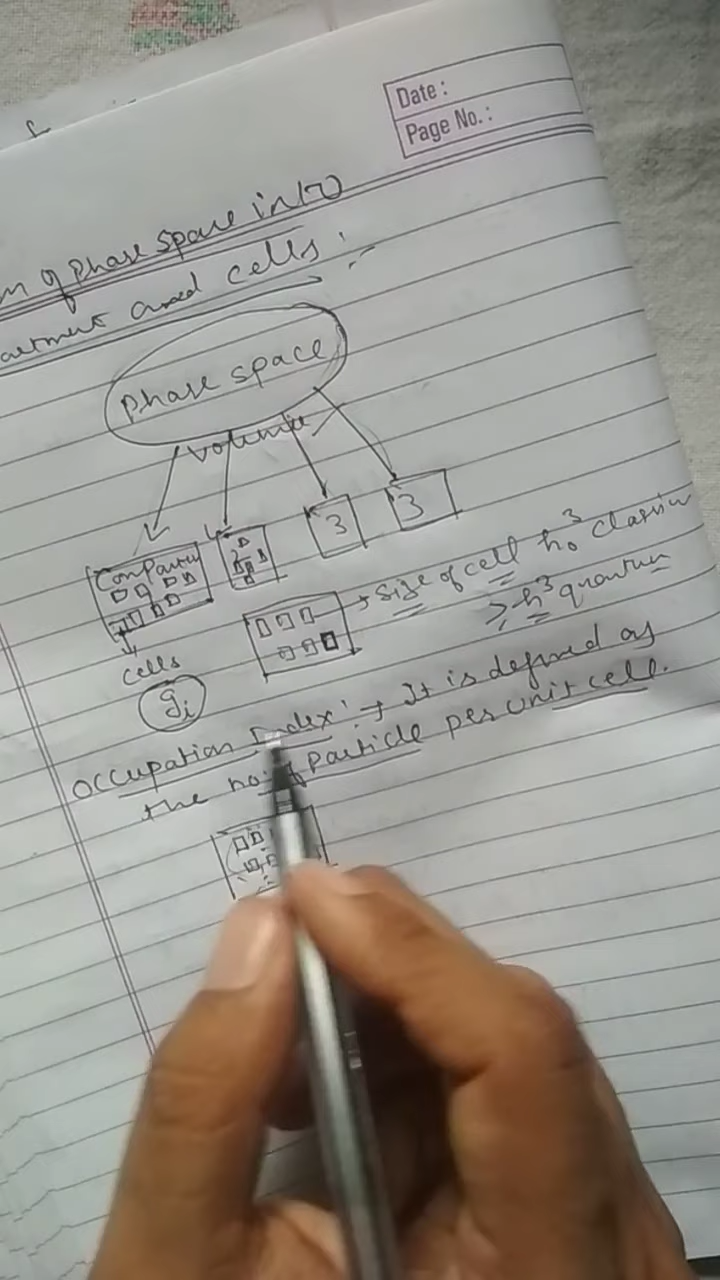 Date :
Page No. :
n of phase space into
artment and cells :-
Phase space
volume
3
3
cells
gi
→ size of cell h₀³ classical
≥ h³ quantum
Occupation Index :→ It is defined as
the no. of particle per unit cell.